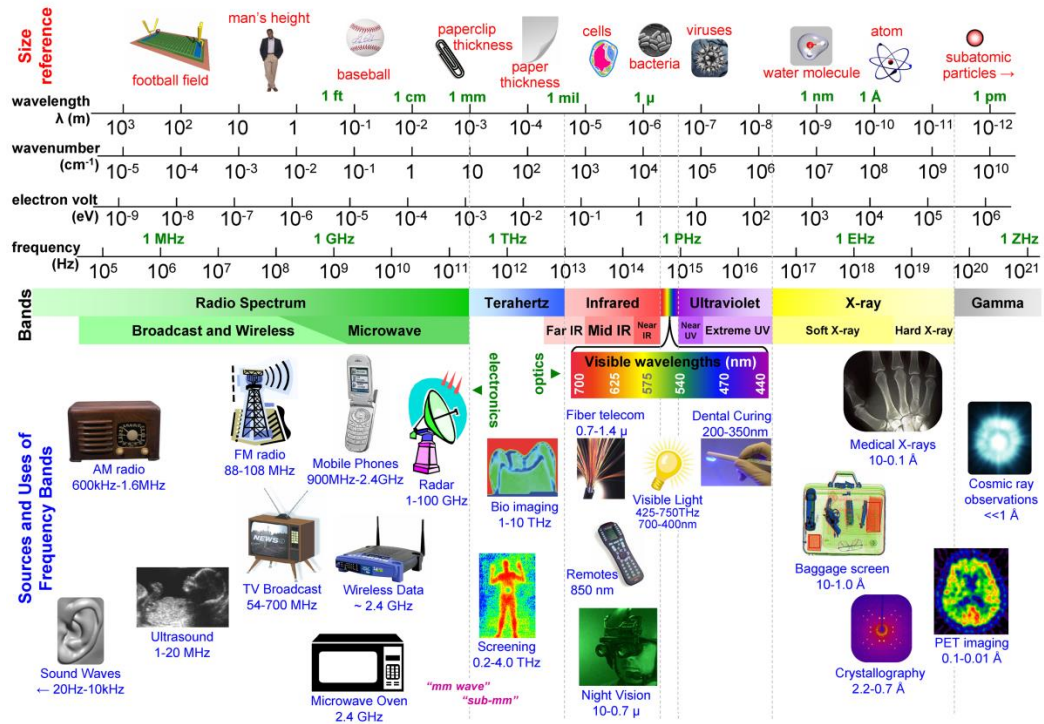 Size
reference
football field
man's height
baseball
paperclip
thickness
paper
thickness
cells
bacteria
viruses
water molecule
atom
subatomic
particles →
wavelength
λ (m)
1 ft
1 cm
1 mm
1 mil
1 µ
1 nm
1 Å
1 pm
10³ 10² 10 1 10⁻¹ 10⁻² 10⁻³ 10⁻⁴ 10⁻⁵ 10⁻⁶ 10⁻⁷ 10⁻⁸ 10⁻⁹ 10⁻¹⁰ 10⁻¹¹ 10⁻¹²
wavenumber
(cm⁻¹)
10⁻⁵ 10⁻⁴ 10⁻³ 10⁻² 10⁻¹ 1 10 10² 10³ 10⁴ 10⁵ 10⁶ 10⁷ 10⁸ 10⁹ 10¹⁰
electron volt
(eV)
10⁻⁹ 10⁻⁸ 10⁻⁷ 10⁻⁶ 10⁻⁵ 10⁻⁴ 10⁻³ 10⁻² 10⁻¹ 1 10 10² 10³ 10⁴ 10⁵ 10⁶
frequency
(Hz)
1 MHz
1 GHz
1 THz
1 PHz
1 EHz
1 ZHz
10⁵ 10⁶ 10⁷ 10⁸ 10⁹ 10¹⁰ 10¹¹ 10¹² 10¹³ 10¹⁴ 10¹⁵ 10¹⁶ 10¹⁷ 10¹⁸ 10¹⁹ 10²⁰ 10²¹
Bands
Radio Spectrum
Terahertz
Infrared
Ultraviolet
X-ray
Gamma
Broadcast and Wireless
Microwave
Far IR
Mid IR
Near
IR
Near
UV
Extreme UV
Soft X-ray
Hard X-ray
electronics
optics
Visible wavelengths (nm)
700
625
575
540
470
440
Sources and Uses of
Frequency Bands
AM radio
600kHz-1.6MHz
FM radio
88-108 MHz
Mobile Phones
900MHz-2.4GHz
Radar
1-100 GHz
Bio imaging
1-10 THz
Fiber telecom
0.7-1.4 µ
Visible Light
425-750THz
700-400nm
Dental Curing
200-350nm
Medical X-rays
10-0.1 Å
Cosmic ray
observations
<<1 Å
NEWS
TV Broadcast
54-700 MHz
Wireless Data
~ 2.4 GHz
Remotes
850 nm
Baggage screen
10-1.0 Å
Sound Waves
← 20Hz-10kHz
Ultrasound
1-20 MHz
Microwave Oven
2.4 GHz
Screening
0.2-4.0 THz
"mm wave"
"sub-mm"
Night Vision
10-0.7 µ
Crystallography
2.2-0.7 Å
PET imaging
0.1-0.01 Å